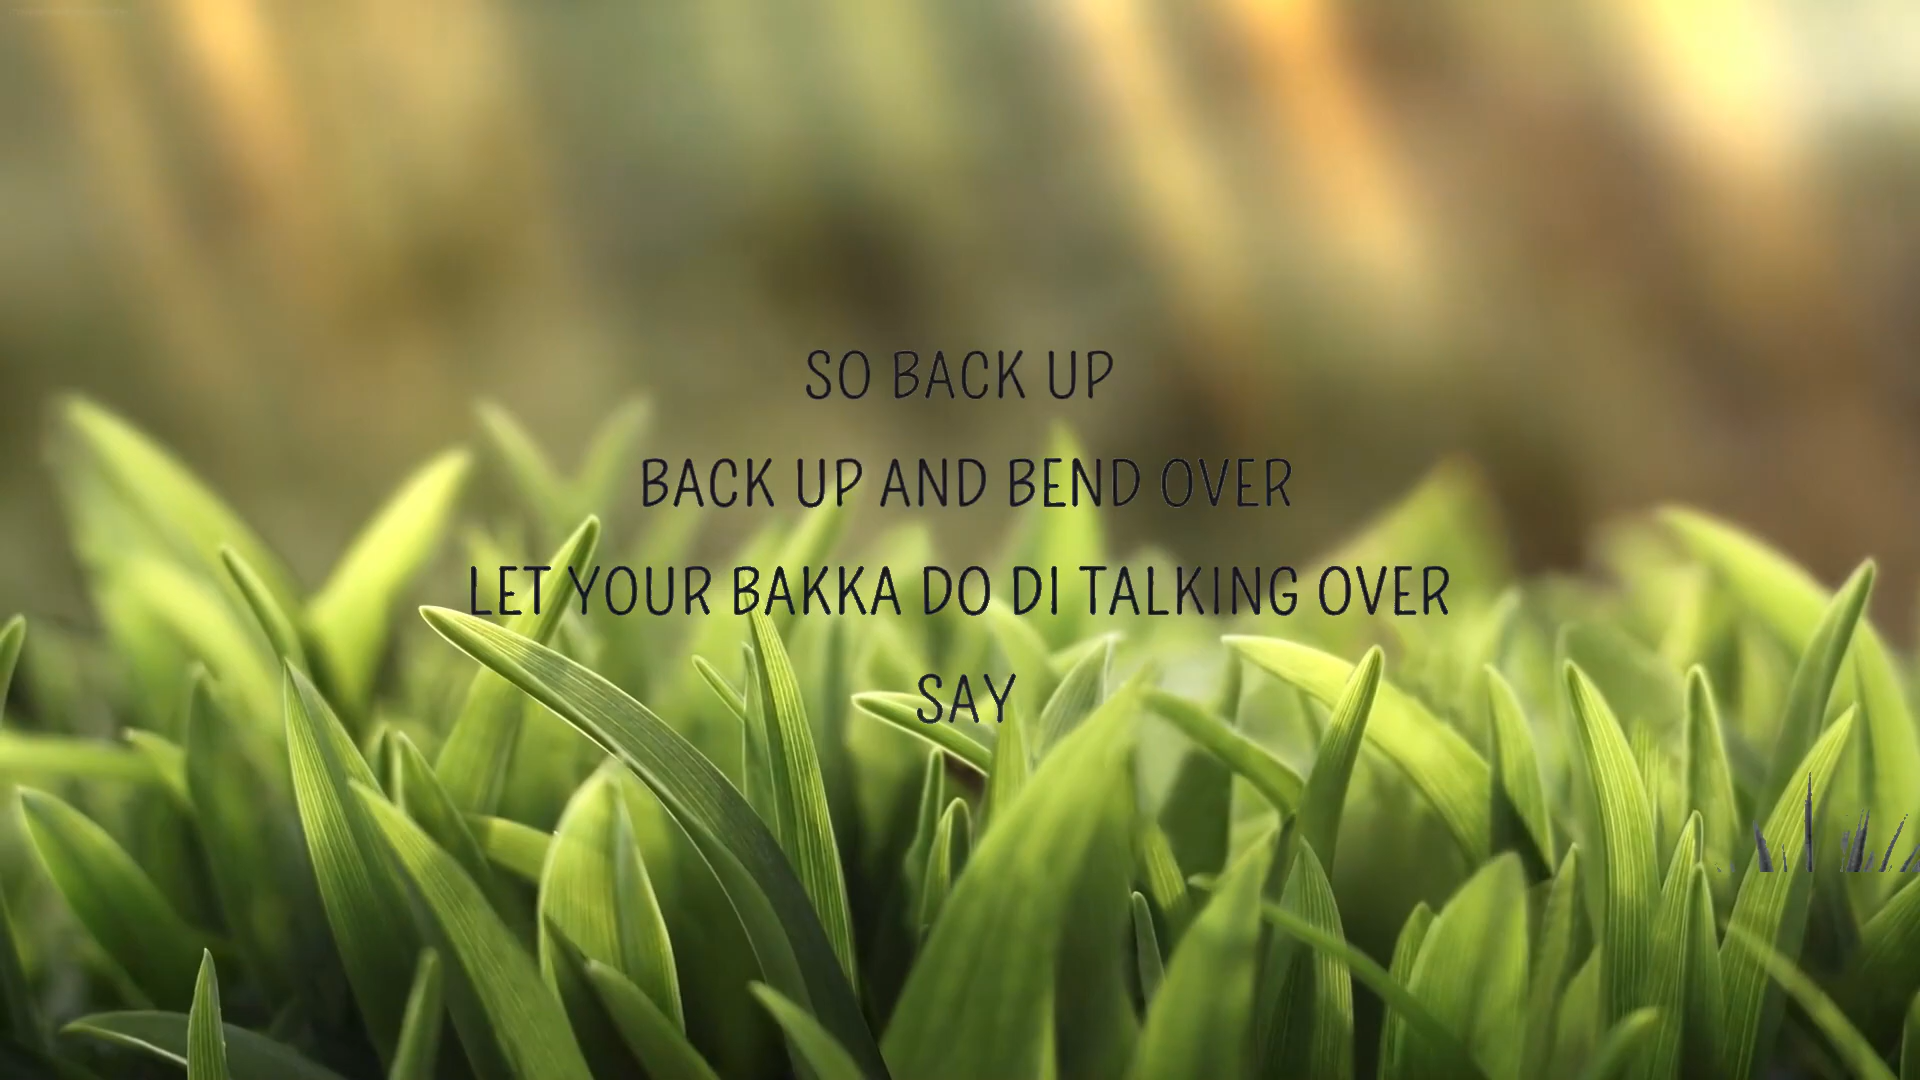 SO BACK UP
BACK UP AND BEND OVER
LET YOUR BAKKA DO DI TALKING OVER
SAY